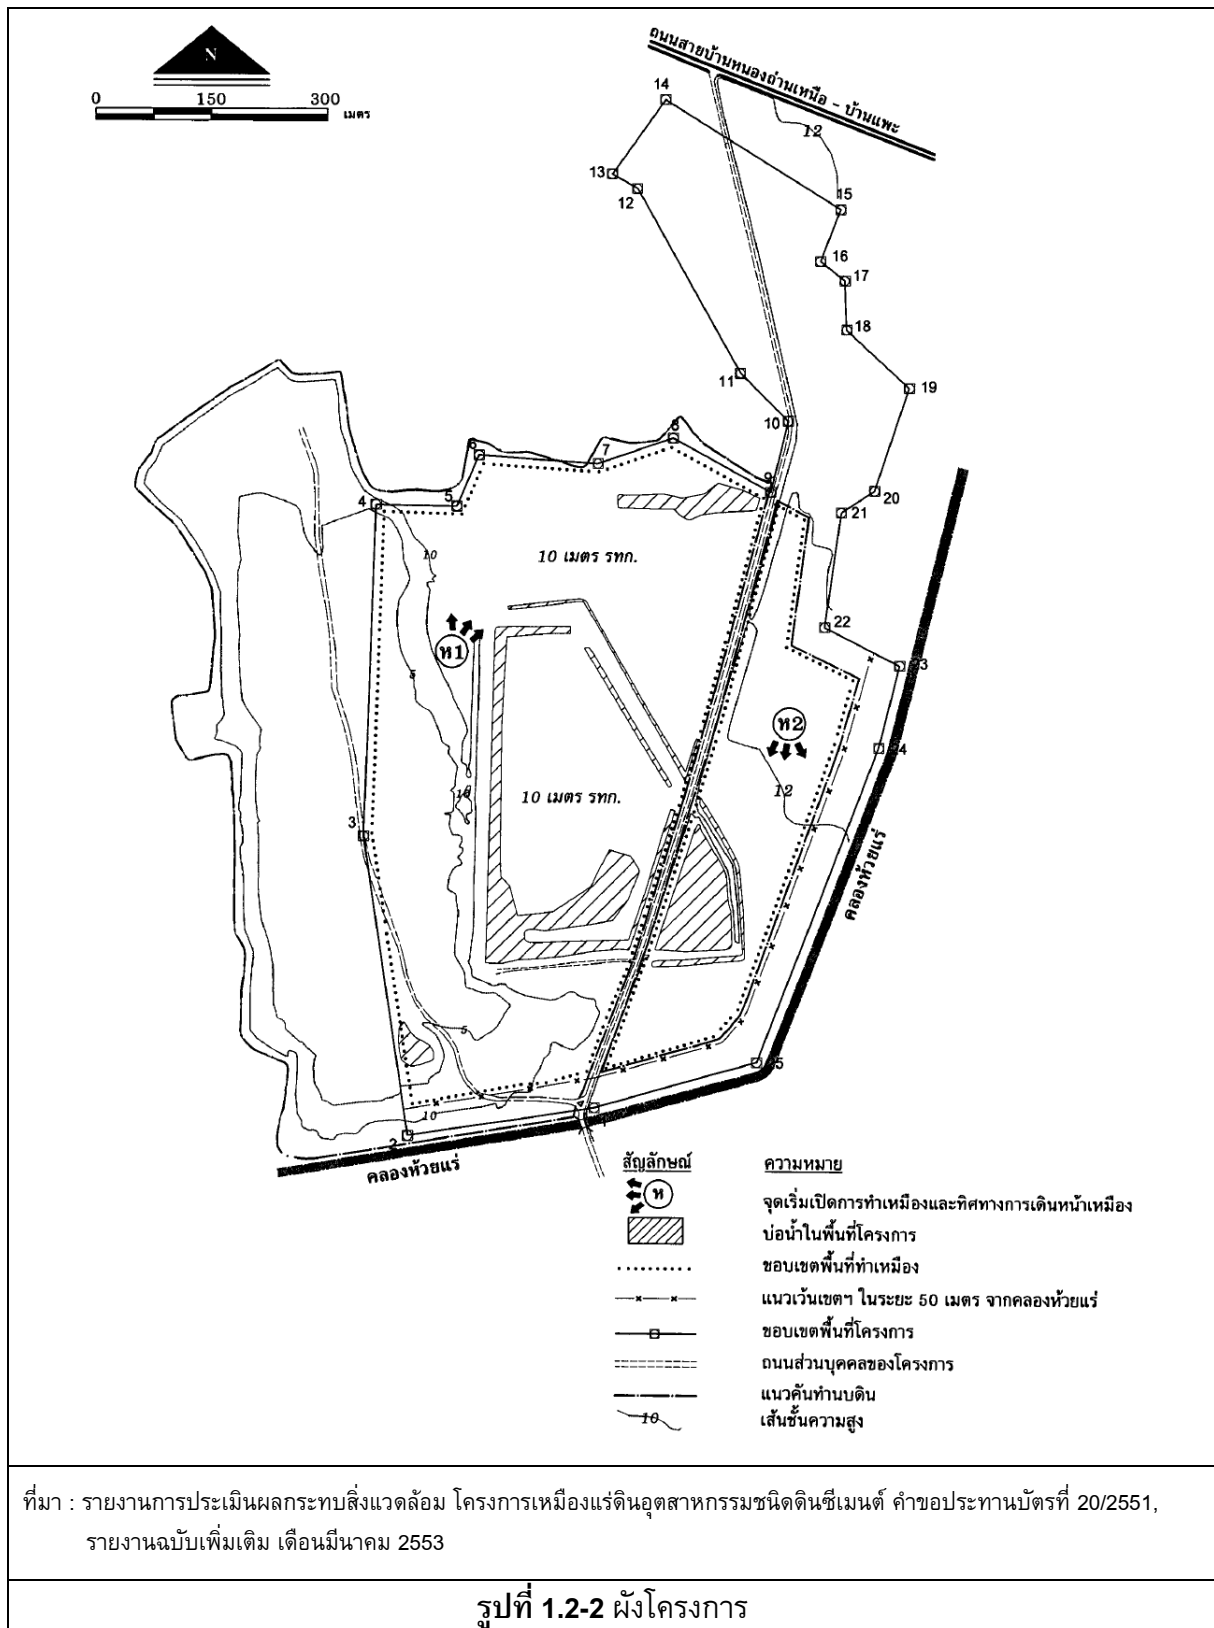 N
0 150 300
เมตร
ถนนสายบ้านหนองถ่านเหนือ - บ้านแพะ
14
12
13
12
15
16
17
18
11
19
10
8
6
7
9
4
5
20
21
10
10 เมตร รทก.
22
ห1
23
5
ห2
24
10
10 เมตร รทก.
12
3
คลองห้วยแร่
5
25
10
1
2
คลองห้วยแร่
สัญลักษณ์ ความหมาย
ห จุดเริ่มเปิดการทำเหมืองและทิศทางการเดินหน้าเหมือง
บ่อน้ำในพื้นที่โครงการ
ขอบเขตพื้นที่ทำเหมือง
แนวเว้นเขตฯ ในระยะ 50 เมตร จากคลองห้วยแร่
ขอบเขตพื้นที่โครงการ
ถนนส่วนบุคคลของโครงการ
แนวคันทำนบดิน
10 เส้นชั้นความสูง
ที่มา : รายงานการประเมินผลกระทบสิ่งแวดล้อม โครงการเหมืองแร่ดินอุตสาหกรรมชนิดดินซีเมนต์ คำขอประทานบัตรที่ 20/2551,
รายงานฉบับเพิ่มเติม เดือนมีนาคม 2553
รูปที่ 1.2-2 ผังโครงการ